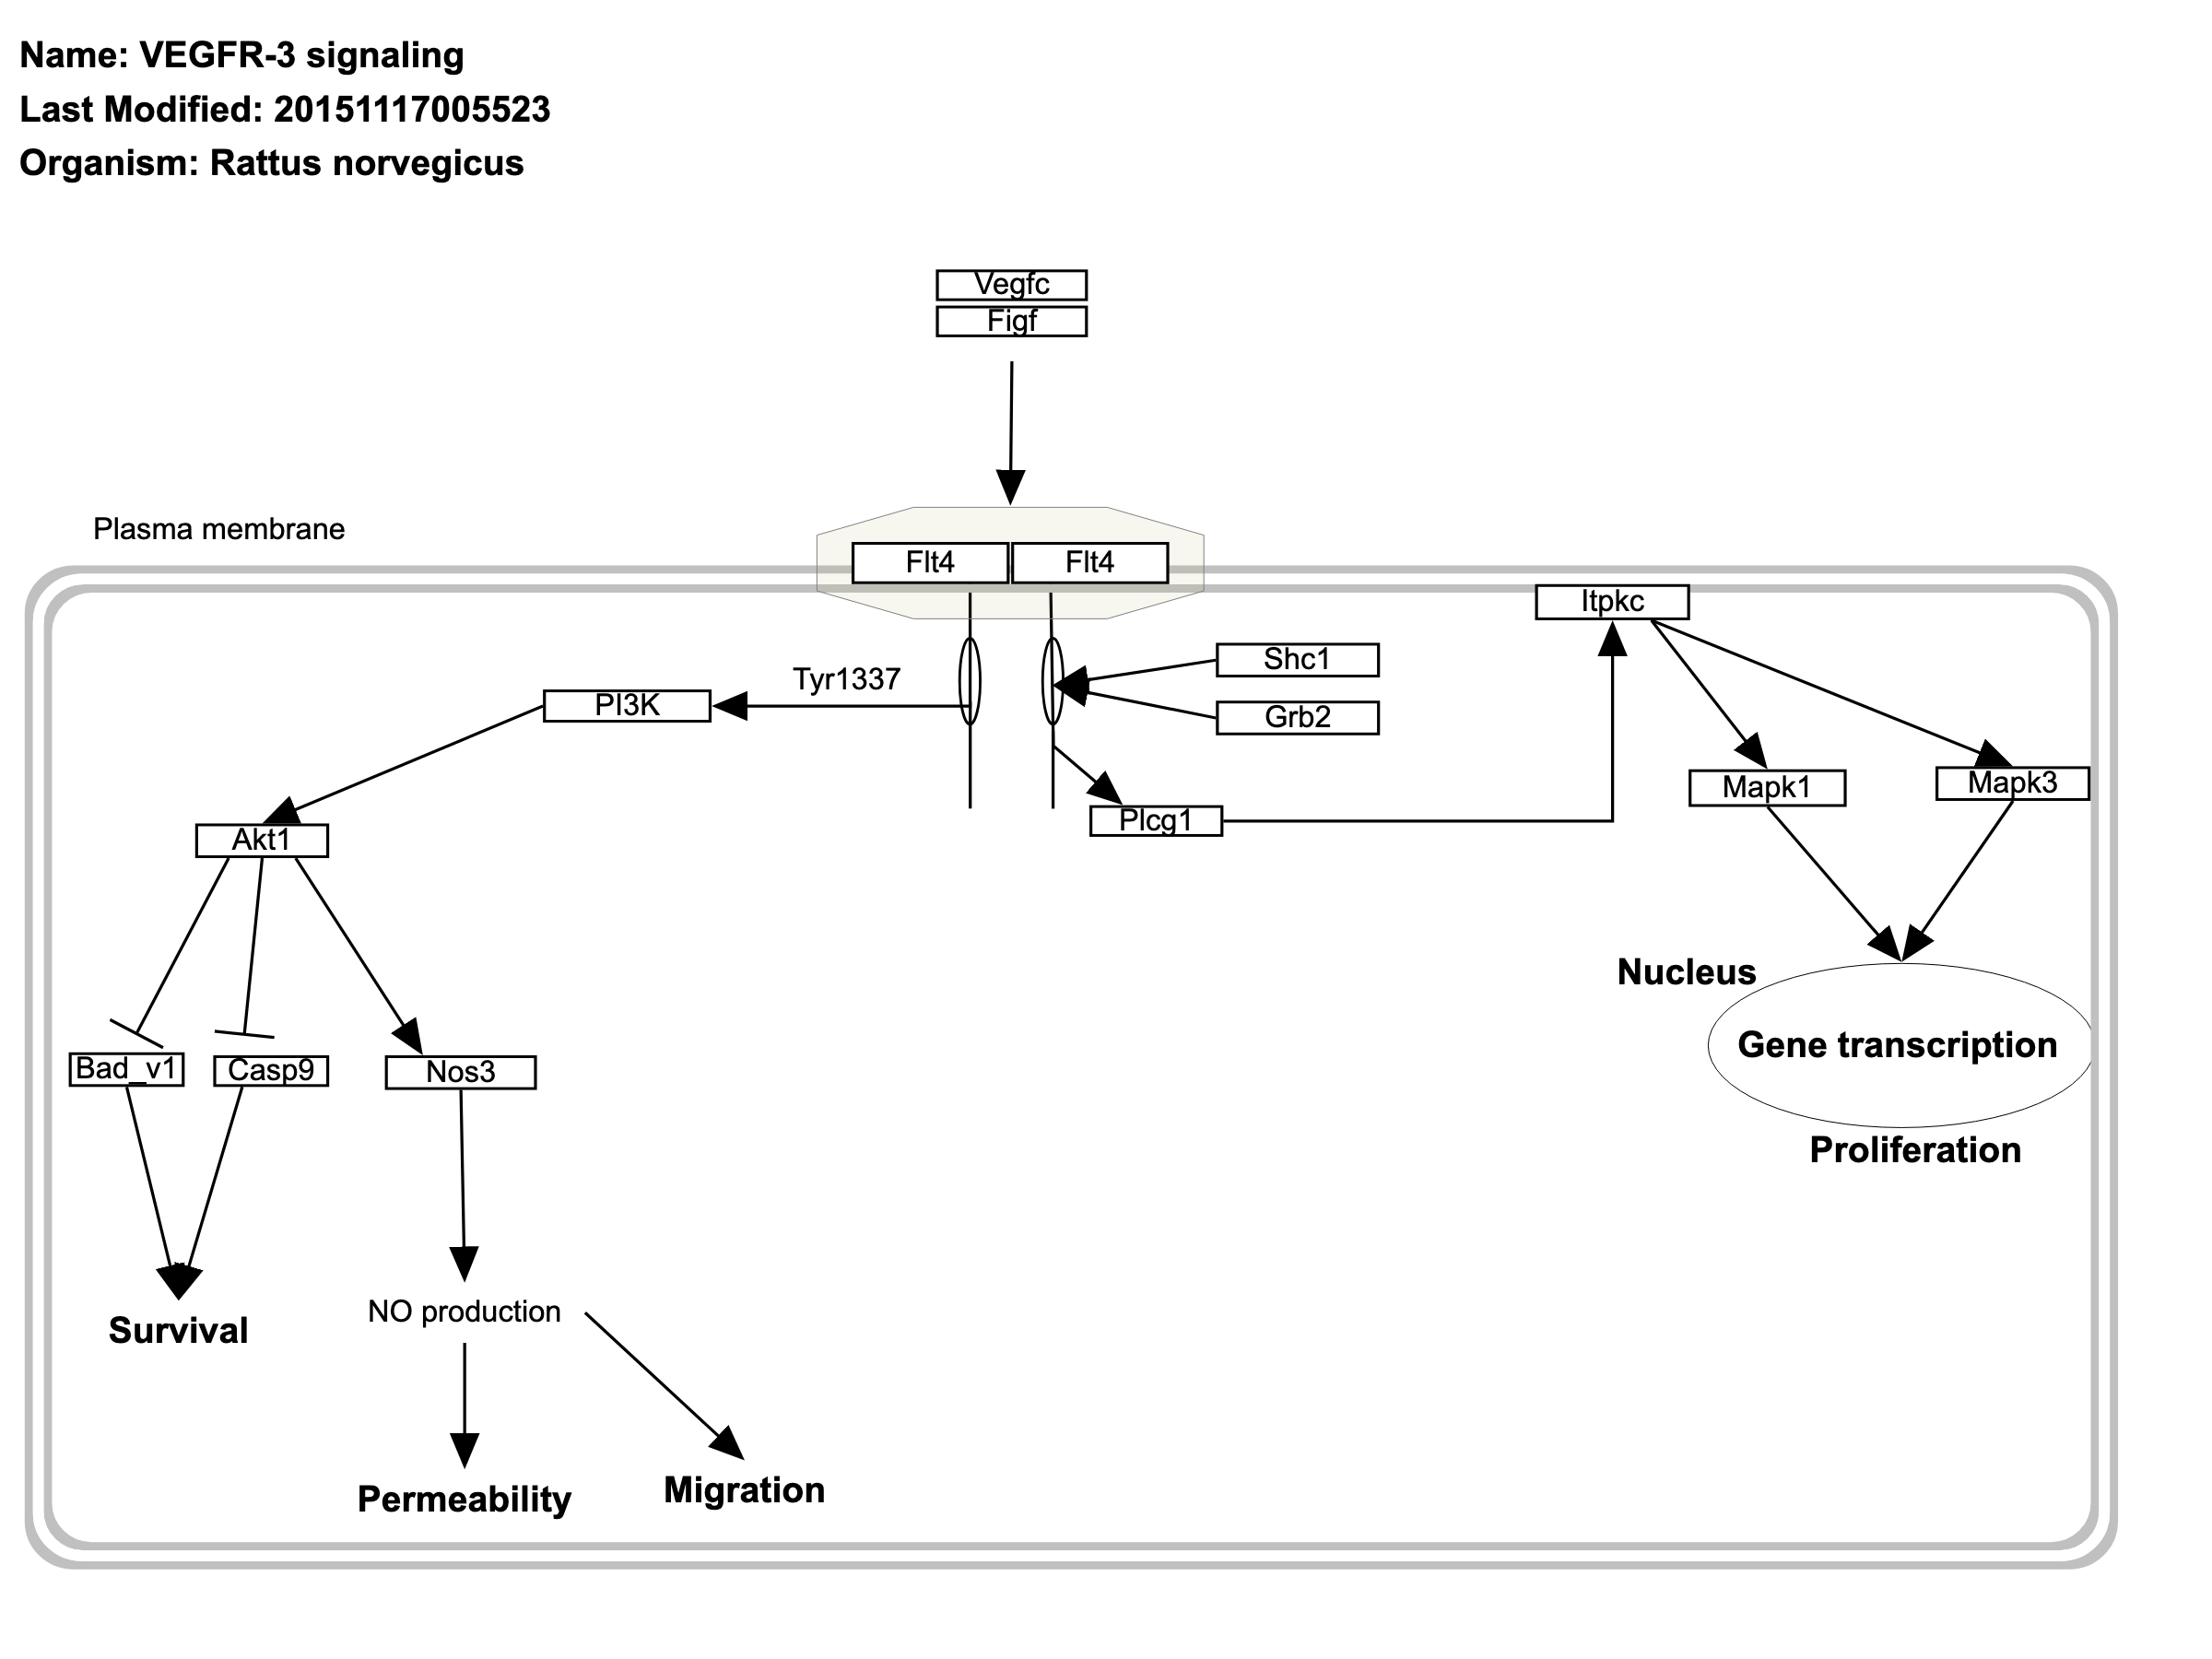 Name: VEGFR-3 signaling
Last Modified: 20151117005523
Organism: Rattus norvegicus
Vegfc
Figf
Plasma membrane
Flt4 Flt4
Itpkc
Shc1
Tyr1337
PI3K
Grb2
Mapk1 Mapk3
Plcg1
Akt1
Nucleus
Gene transcription
Bad_v1 Casp9 Nos3
Proliferation
NO production
Survival
Migration
Permeability